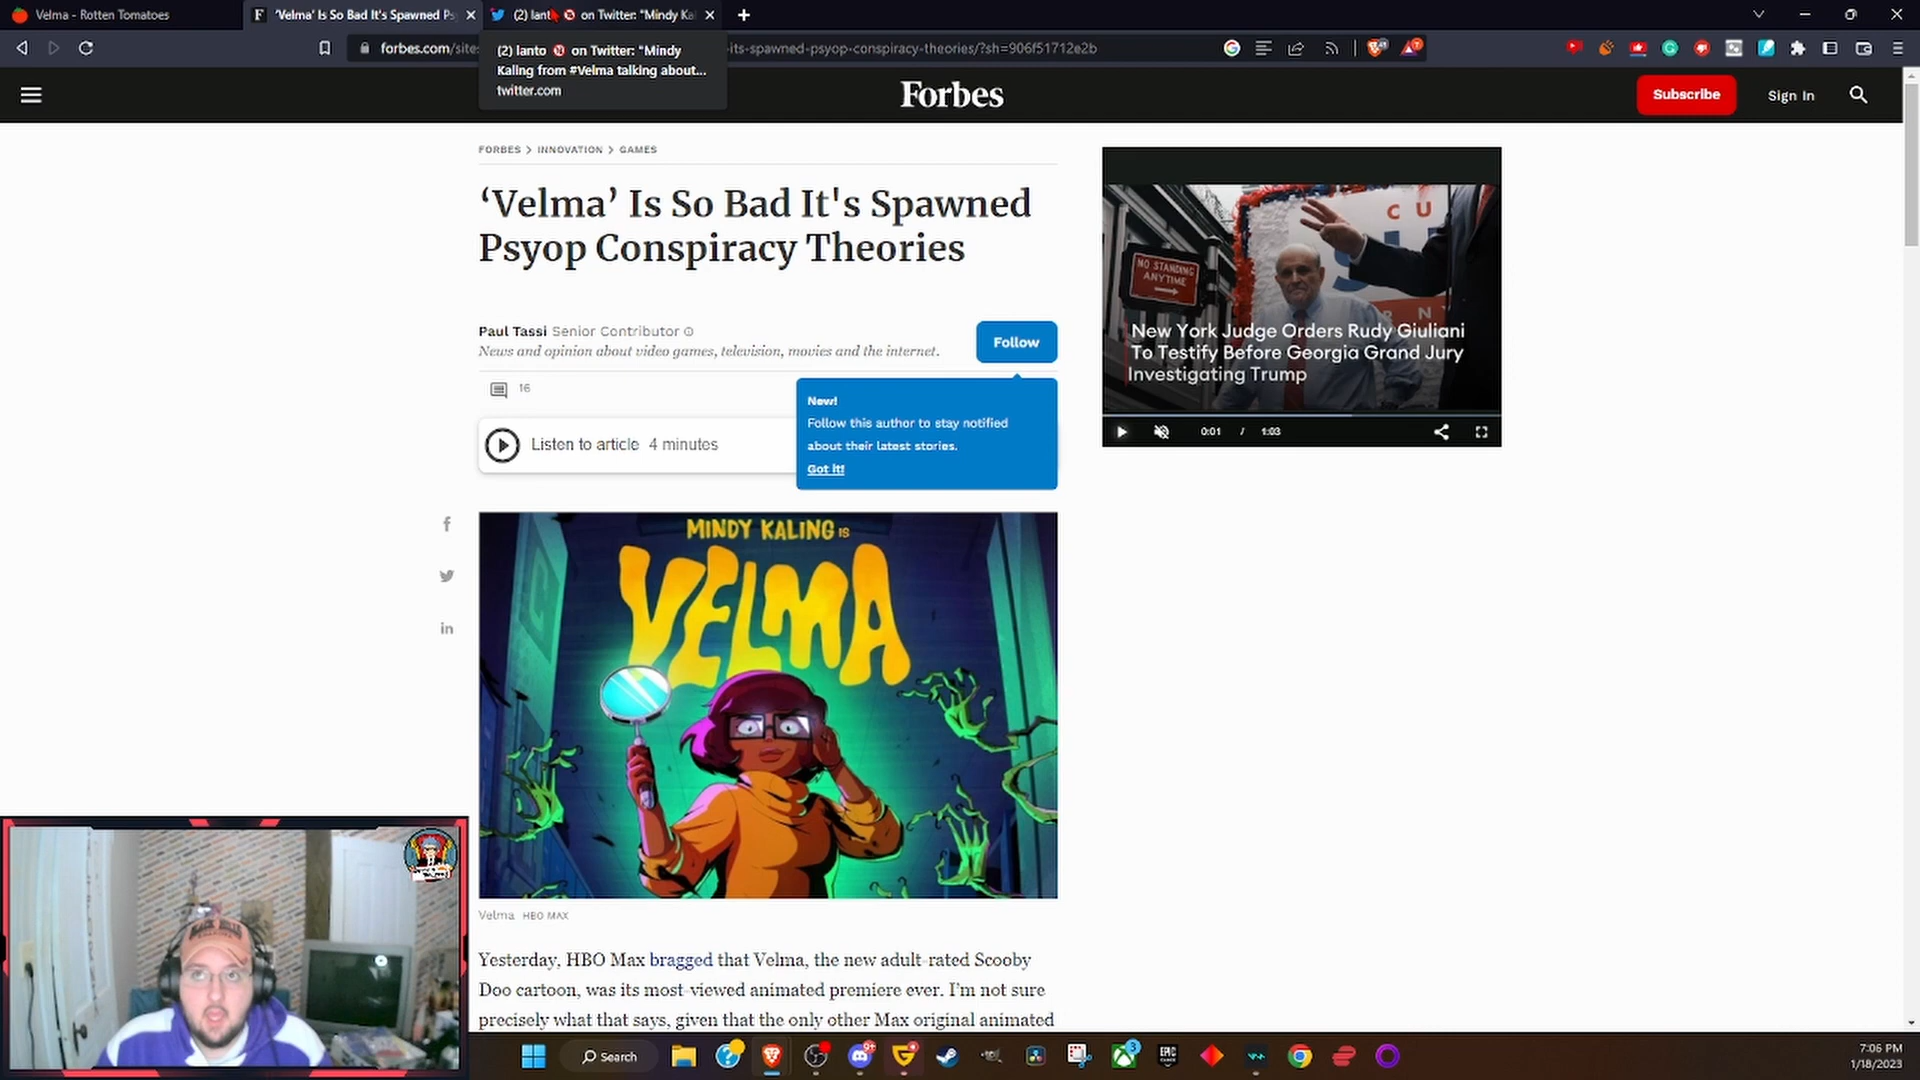 Velma - Rotten Tomatoes
'Velma' Is So Bad It's Spawned Ps
(2) Ianto on Twitter: "Mindy Ka
forbes.com/sites
-its-spawned-psyop-conspiracy-theories/?sh=906f51712e2b
(2) Ianto on Twitter: "Mindy
Kaling from #Velma talking about...
twitter.com
Forbes
Subscribe
Sign In
FORBES > INNOVATION > GAMES
'Velma' Is So Bad It's Spawned
Psyop Conspiracy Theories
Paul Tassi Senior Contributor
News and opinion about video games, television, movies and the internet.
Follow
16
New!
Follow this author to stay notified
about their latest stories.
Got it!
Listen to article 4 minutes
NO STANDING
ANYTIME
C U
New York Judge Orders Rudy Giuliani
To Testify Before Georgia Grand Jury
Investigating Trump
0:01 / 1:03
MINDY KALING IS
VELMA
Velma HBO MAX
Yesterday, HBO Max bragged that Velma, the new adult-rated Scooby
Doo cartoon, was its most-viewed animated premiere ever. I'm not sure
precisely what that says, given that the only other Max original animated
Search
EPIC
7:06 PM
1/18/2023